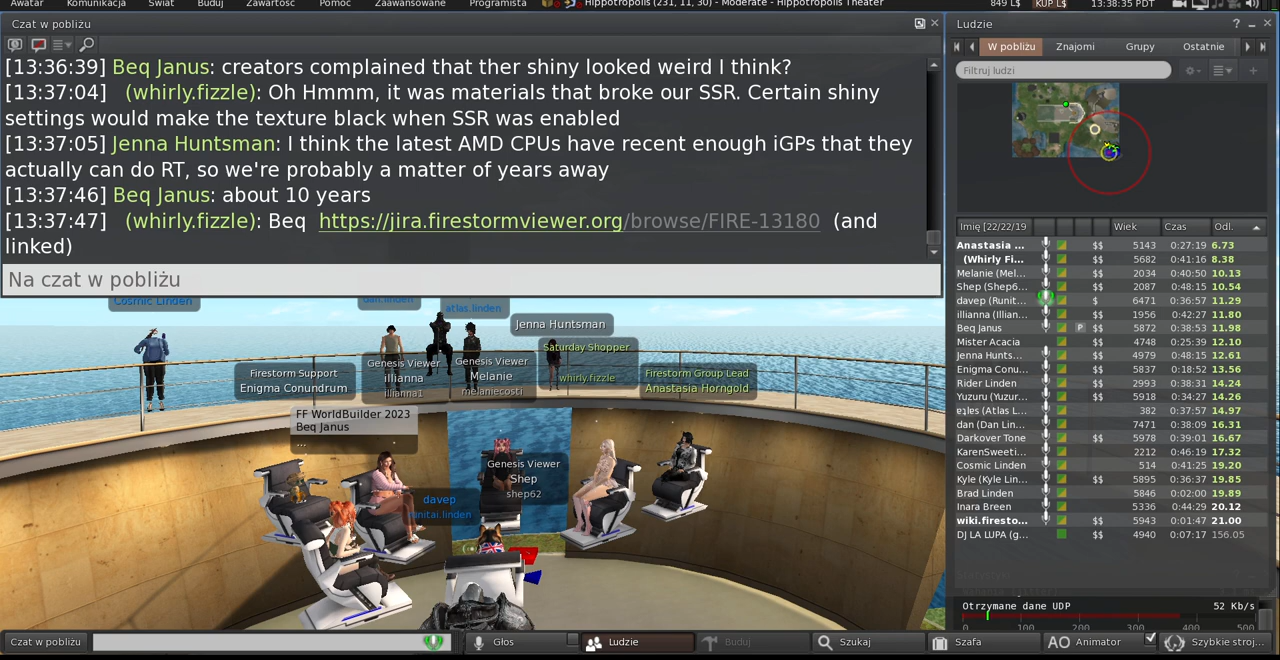 Awatar Komunikacja Świat Buduj Zawartość Pomoc Zaawansowane Programista Hippotropolis (231, 11, 30) - Moderate - Hippotropolis Theater 849 L$ KUP L$ 13:38:35 PDT
Czat w pobliżu
[13:36:39] Beq Janus: creators complained that ther shiny looked weird I think?
[13:37:04] (whirly.fizzle): Oh Hmmm, it was materials that broke our SSR. Certain shiny
settings would make the texture black when SSR was enabled
[13:37:05] Jenna Huntsman: I think the latest AMD CPUs have recent enough iGPs that they
actually can do RT, so we're probably a matter of years away
[13:37:46] Beq Janus: about 10 years
[13:37:47] (whirly.fizzle): Beq https://jira.firestormviewer.org/browse/FIRE-13180 (and
linked)
Na czat w pobliżu
Cosmic Linden
dan.linden
atlas.linden
Jenna Huntsman
Saturday Shopper
whirly.fizzle
Genesis Viewer
illianna
illianna1
Genesis Viewer
Melanie
melaniecosti
Firestorm Support
Enigma Conundrum
Firestorm Group Lead
Anastasia Horngold
FF WorldBuilder 2023
Beq Janus
...
Genesis Viewer
Shep
shep62
davep
runitai.linden
Ludzie
W pobliżu Znajomi Grupy Ostatnie
Filtruj ludzi
Imię [22/22/19 Wiek Czas Odl.
Anastasia ... 5143 0:27:19 6.73
(Whirly Fi... $$ 5682 0:41:16 8.38
Melanie (Mel... $$ 2034 0:40:50 10.13
Shep (Shep6... $$ 2087 0:48:15 10.54
davep (Runit... $ 6471 0:36:57 11.29
illianna (Illian... $$ 1956 0:42:27 11.80
Beq Janus P $$ 5872 0:38:53 11.98
Mister Acacia $$ 4748 0:25:39 12.10
Jenna Hunts... $$ 4979 0:48:15 12.61
Enigma Conu... $$ 5837 0:18:52 13.56
Rider Linden $$ 2993 0:38:31 14.24
Yuzuru (Yuzur... $$ 5918 0:34:27 14.26
(Atlas L... 382 0:37:57 14.97
dan (Dan Lin... 7471 0:38:09 16.31
Darkover Tone $$ 5978 0:39:01 16.67
KarenSweeti... 2212 0:46:19 17.32
Cosmic Linden 514 0:41:25 19.20
Kyle (Kyle Lin... $$ 5895 0:36:37 19.85
Brad Linden 5846 0:02:00 19.89
Inara Breen 5336 0:44:29 20.12
wiki.firesto... $$ 5943 0:01:47 21.00
DJ LA LUPA (g... $$ 4940 0:07:17 156.05
Otrzymane dane UDP 52 Kb/s
0 100 200 300 400 500
Czat w pobliżu Głos Ludzie Buduj Szukaj Szafa AO Animator Szybkie stroj...